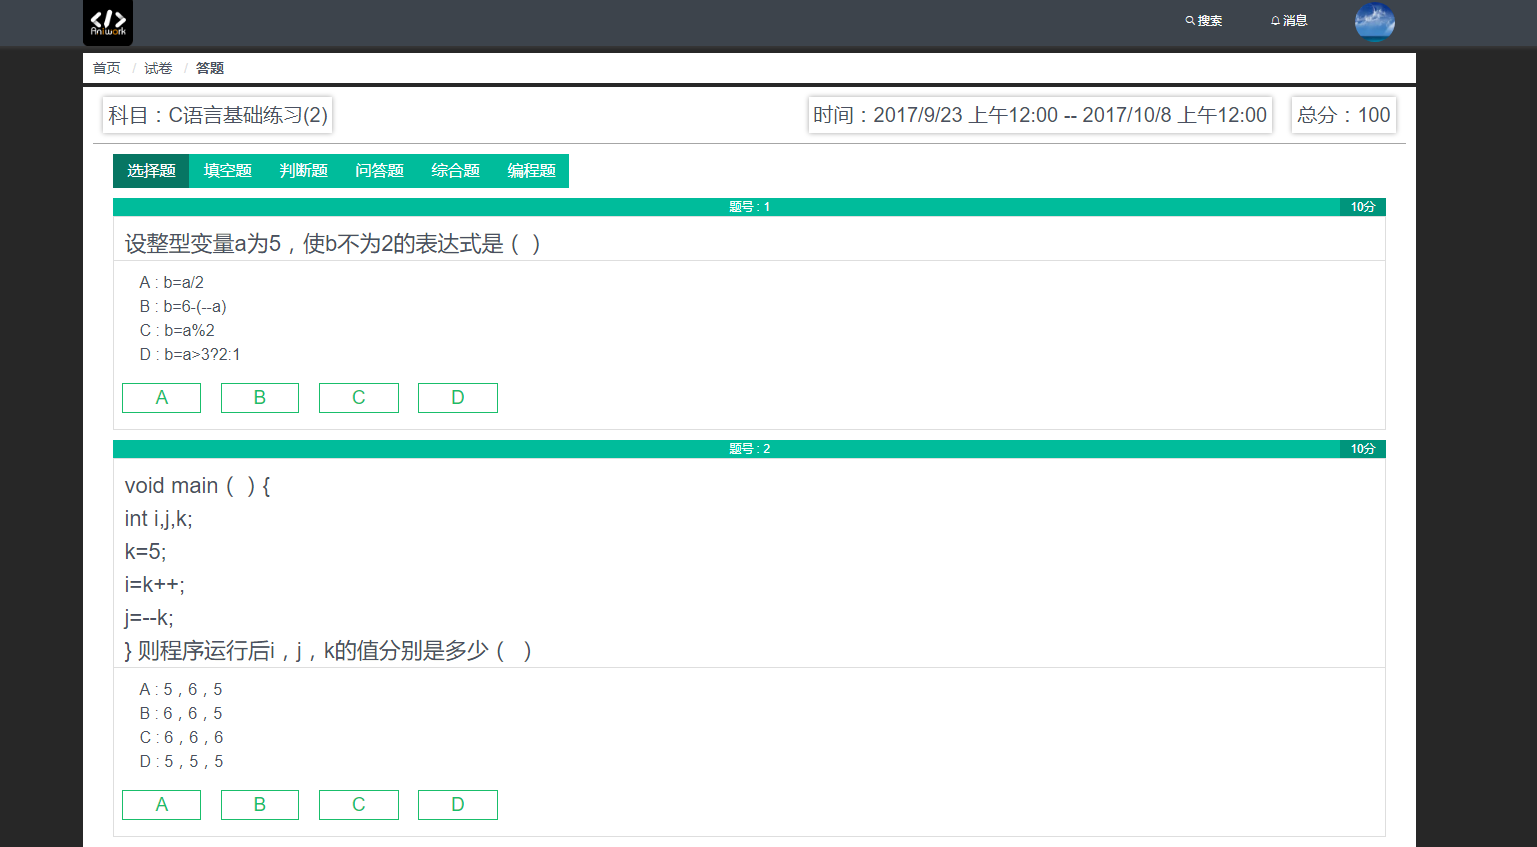 </>
Aniwork
搜索
消息
首页 / 试卷 / 答题
科目：C语言基础练习(2)
时间：2017/9/23 上午12:00 -- 2017/10/8 上午12:00
总分：100
选择题 填空题 判断题 问答题 综合题 编程题
题号 : 1 10分
设整型变量a为5，使b不为2的表达式是（ ）
A : b=a/2
B : b=6-(--a)
C : b=a%2
D : b=a>3?2:1
A B C D
题号 : 2 10分
void main（ ）{
int i,j,k;
k=5;
i=k++;
j=--k;
} 则程序运行后i，j，k的值分别是多少（ ）
A : 5，6，5
B : 6，6，5
C : 6，6，6
D : 5，5，5
A B C D